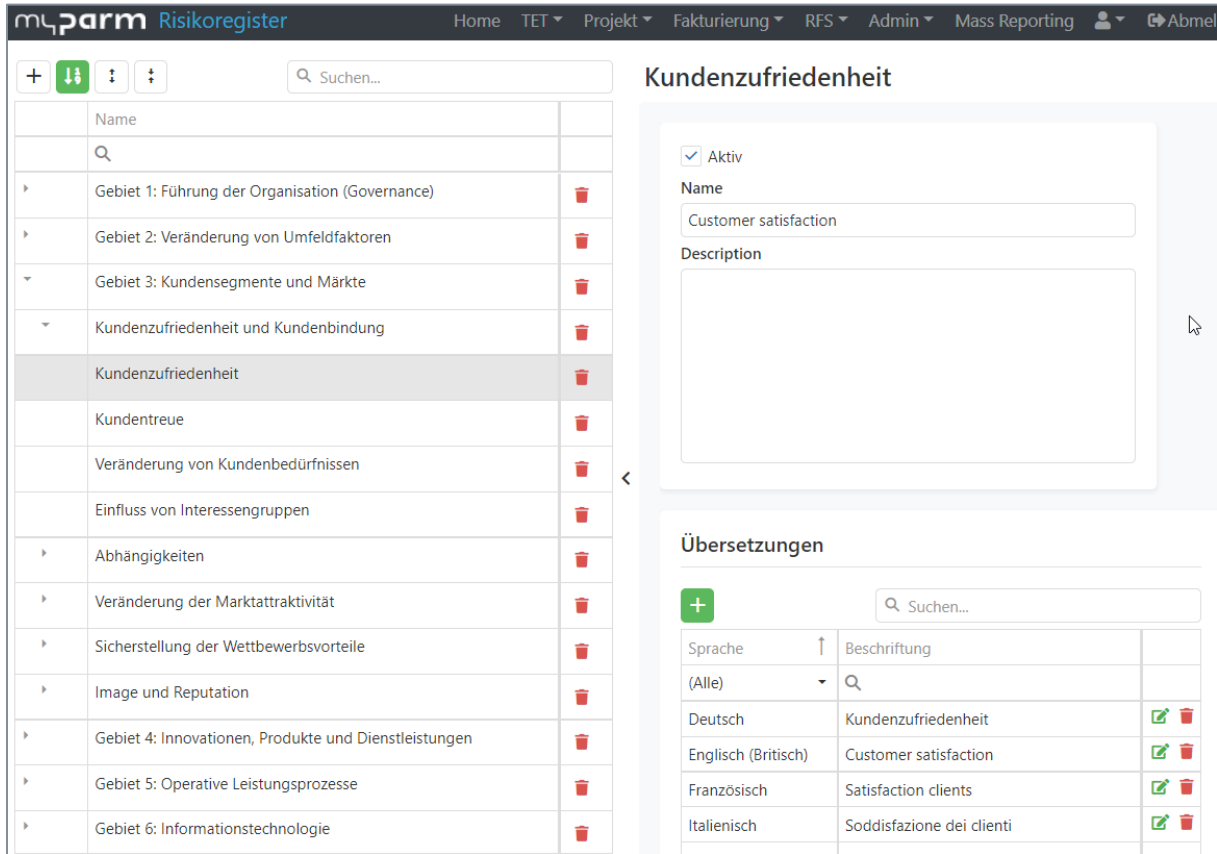 myparm Risikoregister Home TET Projekt Fakturierung RFS Admin Mass Reporting Abmel
Suchen...
Name
Gebiet 1: Führung der Organisation (Governance)
Gebiet 2: Veränderung von Umfeldfaktoren
Gebiet 3: Kundensegmente und Märkte
Kundenzufriedenheit und Kundenbindung
Kundenzufriedenheit
Kundentreue
Veränderung von Kundenbedürfnissen
Einfluss von Interessengruppen
Abhängigkeiten
Veränderung der Marktattraktivität
Sicherstellung der Wettbewerbsvorteile
Image und Reputation
Gebiet 4: Innovationen, Produkte und Dienstleistungen
Gebiet 5: Operative Leistungsprozesse
Gebiet 6: Informationstechnologie
Kundenzufriedenheit
Aktiv
Name
Customer satisfaction
Description
Übersetzungen
Suchen...
Sprache Beschriftung
(Alle)
Deutsch Kundenzufriedenheit
Englisch (Britisch) Customer satisfaction
Französisch Satisfaction clients
Italienisch Soddisfazione dei clienti